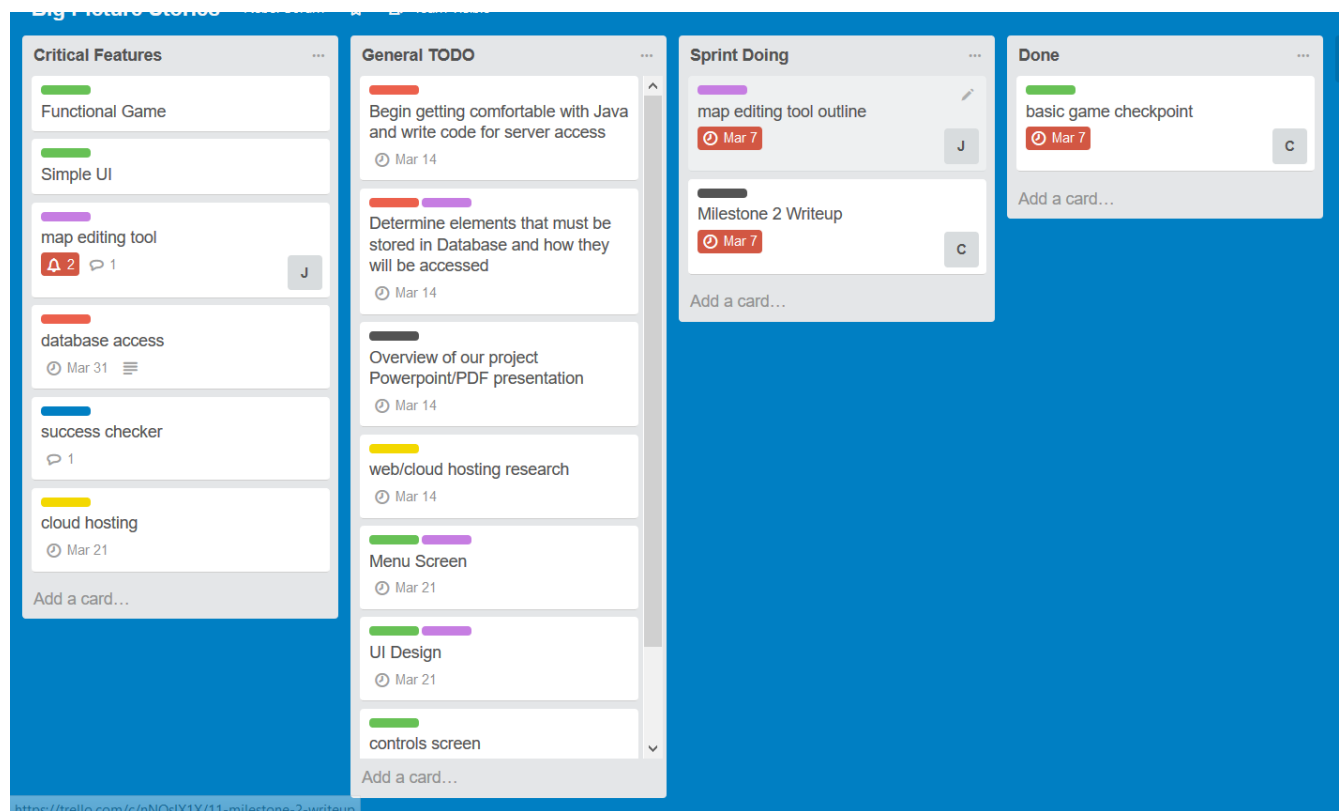 Big Picture Stories
Critical Features
Functional Game
Simple UI
map editing tool
2 1
J
database access
Mar 31
success checker
1
cloud hosting
Mar 21
Add a card…
General TODO
Begin getting comfortable with Java
and write code for server access
Mar 14
Determine elements that must be
stored in Database and how they
will be accessed
Mar 14
Overview of our project
Powerpoint/PDF presentation
Mar 14
web/cloud hosting research
Mar 14
Menu Screen
Mar 21
UI Design
Mar 21
controls screen
Add a card…
Sprint Doing
map editing tool outline
Mar 7
J
Milestone 2 Writeup
Mar 7
C
Add a card…
Done
basic game checkpoint
Mar 7
C
Add a card…